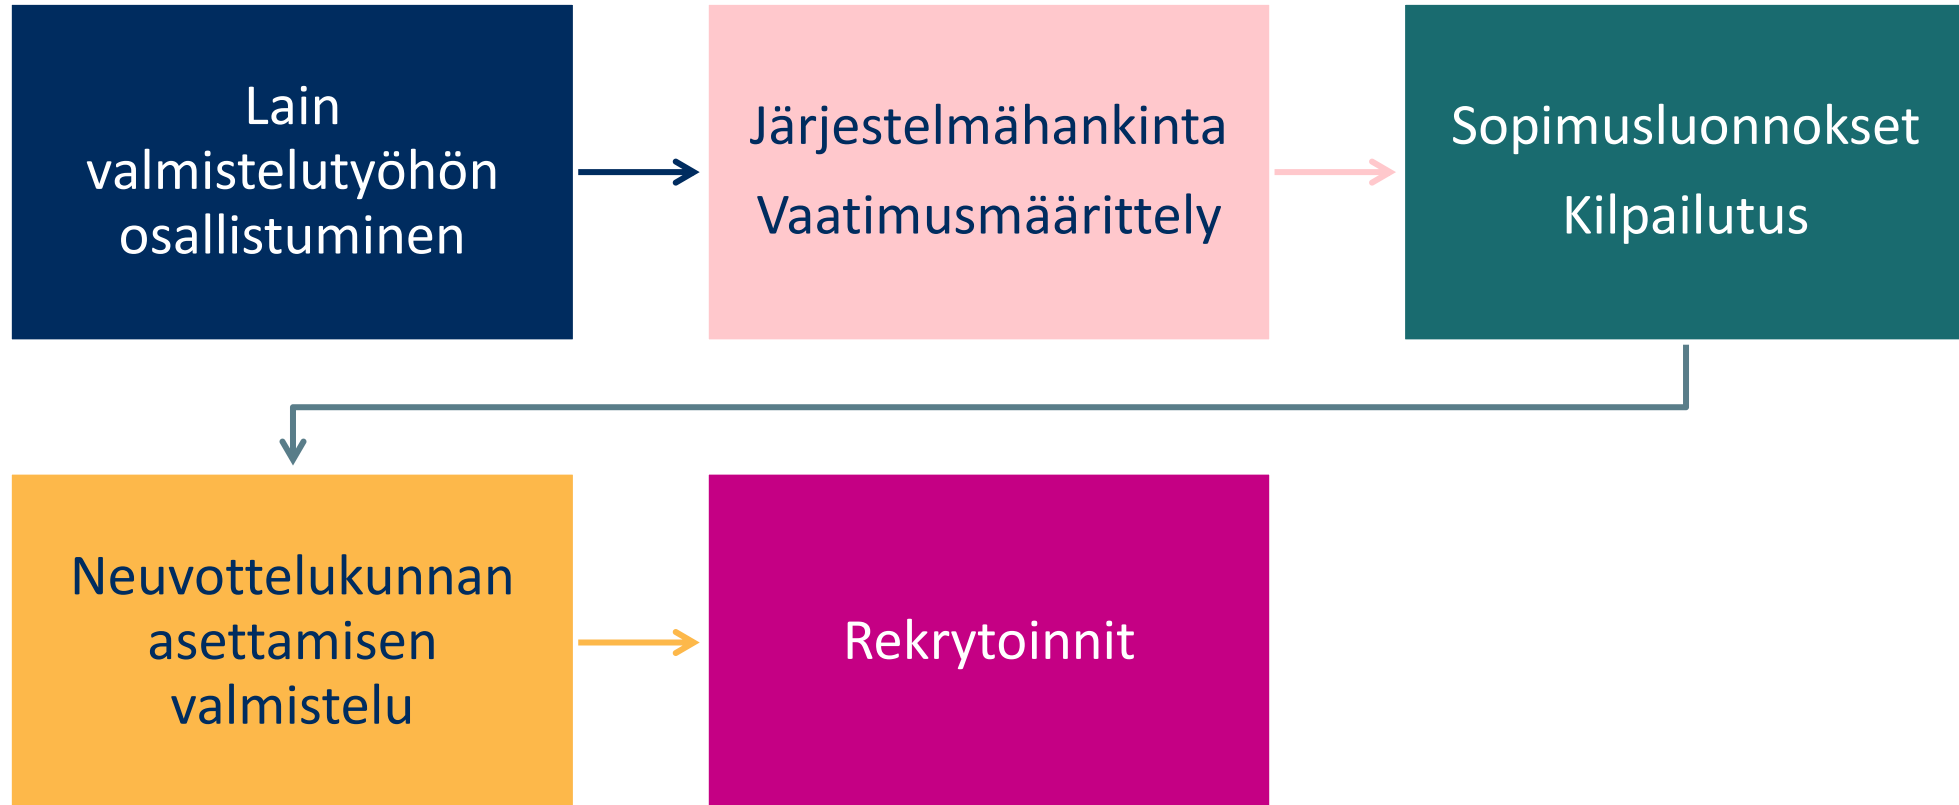 Lain
valmistelutyöhön
osallistuminen
Järjestelmähankinta
Vaatimusmäärittely
Sopimusluonnokset
Kilpailutus
Neuvottelukunnan
asettamisen
valmistelu
Rekrytoinnit